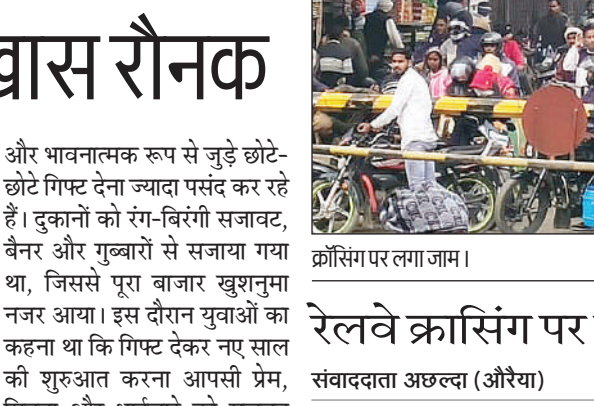 रौनक
और भावनात्मक रूप से जुड़े छोटे-
छोटे गिफ्ट देना ज्यादा पसंद कर रहे
हैं। दुकानों को रंग-बिरंगी सजावट,
बैनर और गुब्बारों से सजाया गया
था, जिससे पूरा बाजार खुशनुमा
नजर आया। इस दौरान युवाओं का
कहना था कि गिफ्ट देकर नए साल
की शुरुआत करना आपसी प्रेम,
क्रॉसिंग पर लगा जाम।
रेलवे क्रासिंग पर
संवाददाता अछल्दा (औरैया)